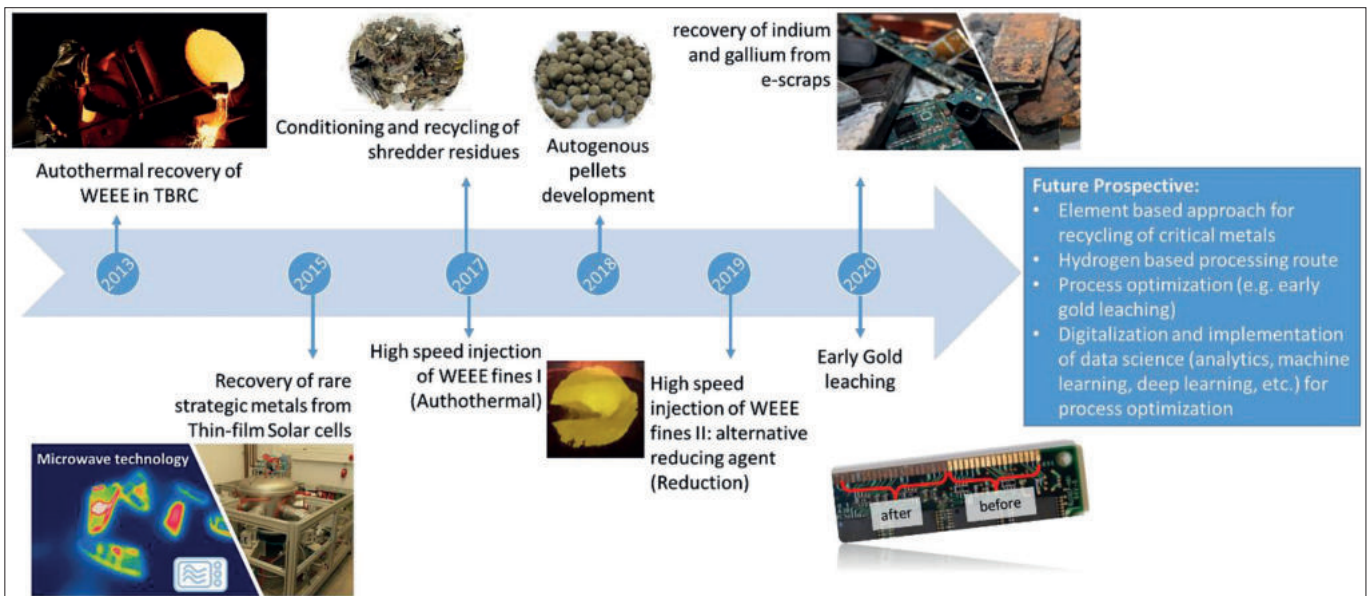 Autothermal recovery of
WEEE in TBRC
Conditioning and recycling of
shredder residues
Autogenous
pellets
development
recovery of indium
and gallium from
e-scraps
2013
2015
2017
2018
2019
2020
Recovery of rare
strategic metals from
Thin-film Solar cells
Microwave technology
High speed injection
of WEEE fines I
(Authothermal)
High speed
injection of WEEE
fines II: alternative
reducing agent
(Reduction)
Early Gold
leaching
after
before
Future Prospective:
• Element based approach for
recycling of critical metals
• Hydrogen based processing route
• Process optimization (e.g. early
gold leaching)
• Digitalization and implementation
of data science (analytics, machine
learning, deep learning, etc.) for
process optimization